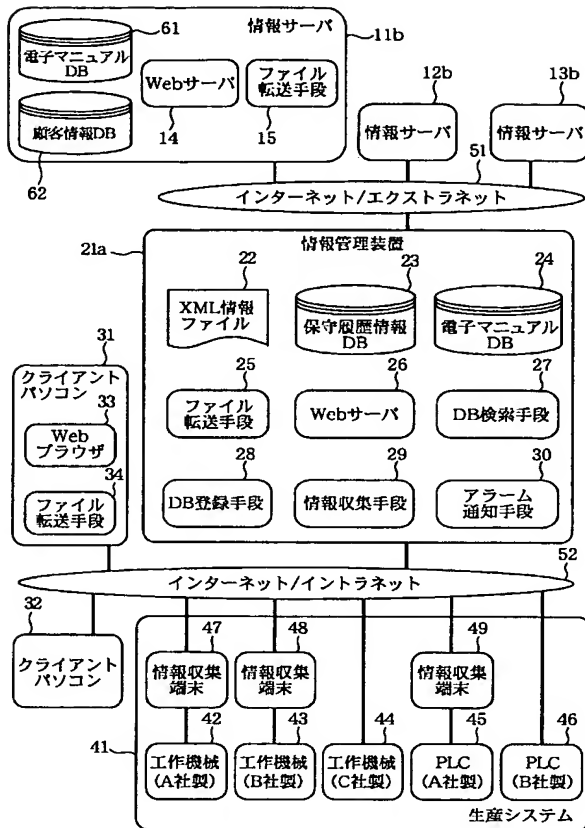 61
情報サーバ
11b
電子マニュアル
DB
Webサーバ
ファイル
転送手段
12b
13b
顧客情報DB
14
15
情報サーバ
情報サーバ
62
51
インターネット/エクストラネット
21a
情報管理装置
22
23
24
XML情報
ファイル
保守履歴情報
DB
電子マニュアル
DB
31
クライアント
パソコン
25
26
27
33
Web
ブラウザ
ファイル
転送手段
Webサーバ
DB検索手段
34
ファイル
転送手段
28
29
30
DB登録手段
情報収集手段
アラーム
通知手段
52
インターネット/イントラネット
32
クライアント
パソコン
47
48
49
情報収集
端末
情報収集
端末
情報収集
端末
41
42
43
44
45
46
工作機械
(A社製)
工作機械
(B社製)
工作機械
(C社製)
PLC
(A社製)
PLC
(B社製)
生産システム